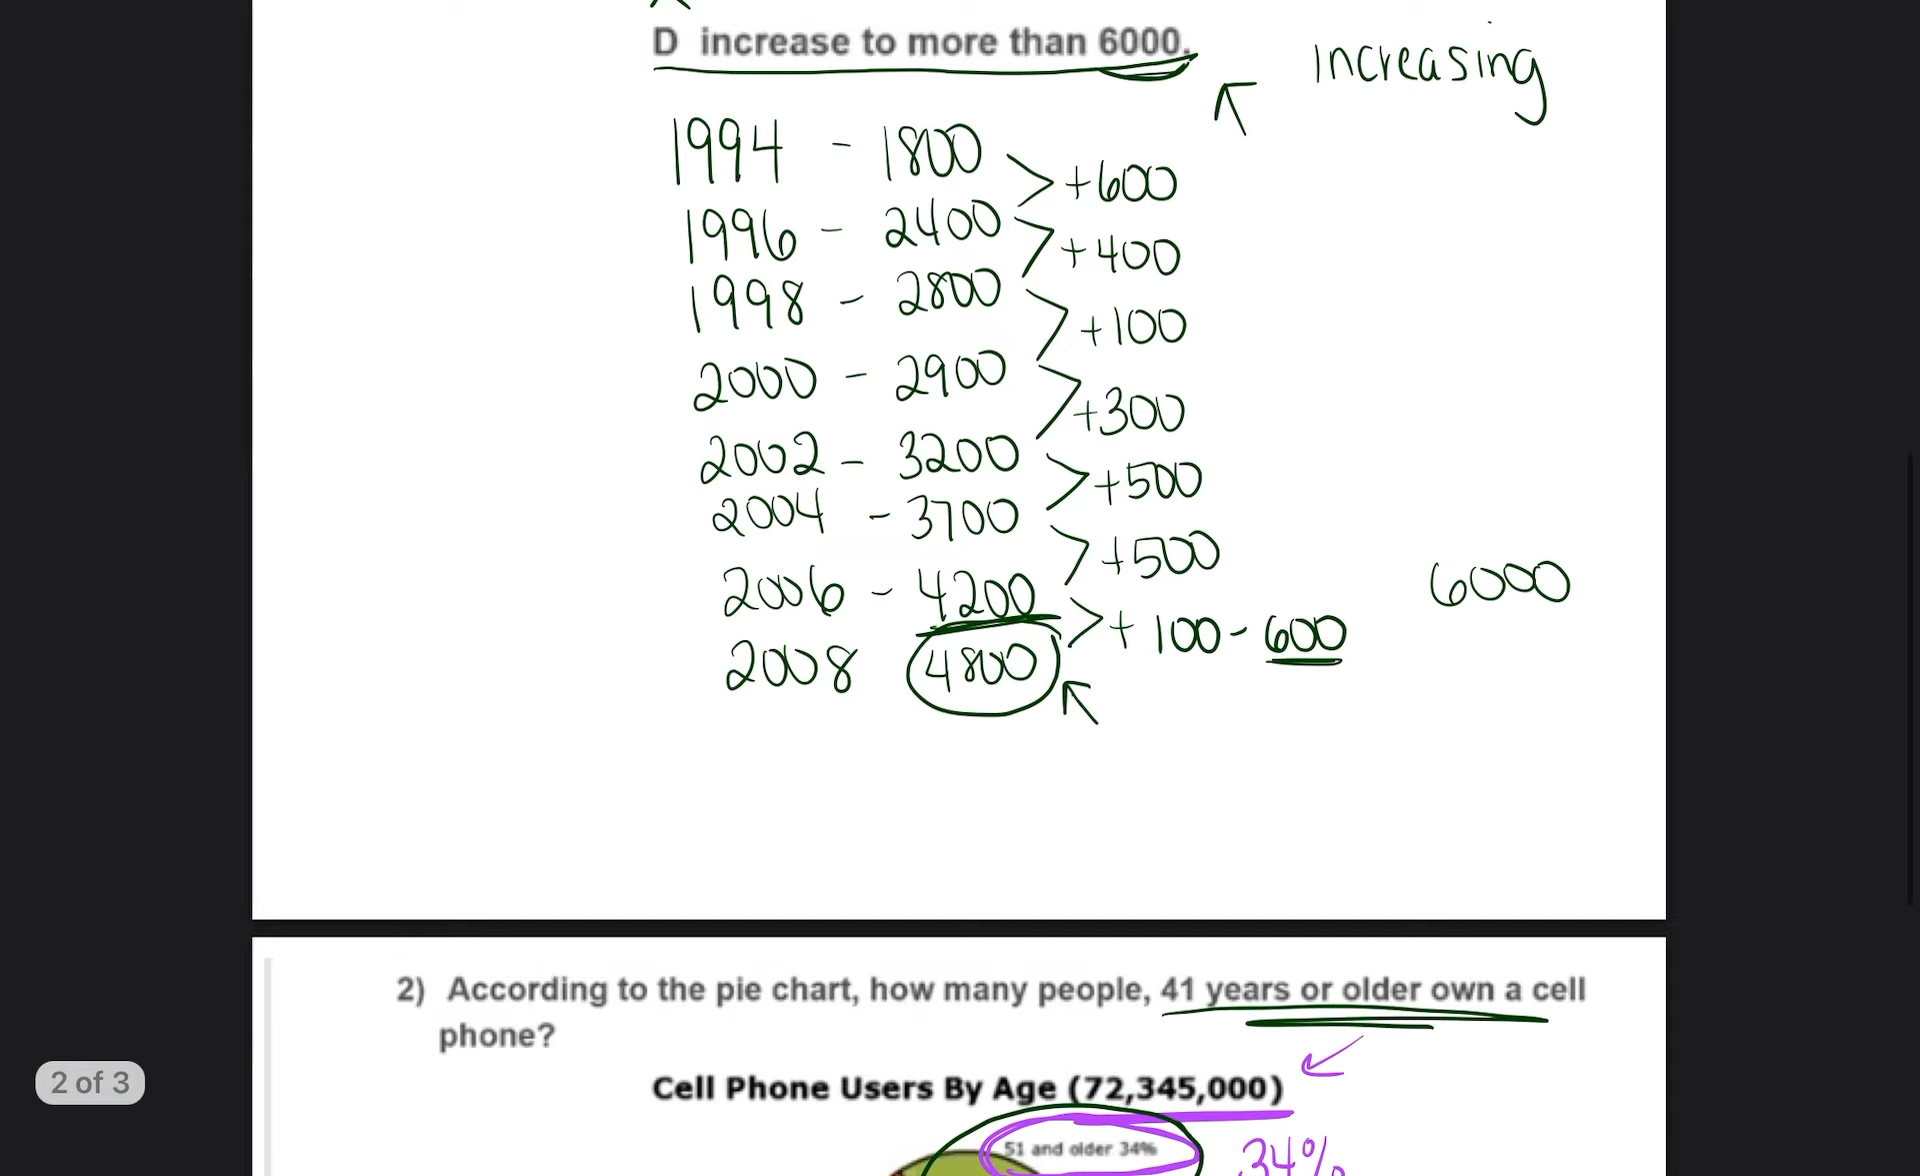 D increase to more than 6000.
increasing
1994 - 1800
+600
1996 - 2400
+400
1998 - 2800
+100
2000 - 2900
+300
2002 - 3200
+500
2004 - 3700
+500
2006 - 4200
+ 100 - 600
6000
2008 4800
2) According to the pie chart, how many people, 41 years or older own a cell
phone?
2 of 3
Cell Phone Users By Age (72,345,000)
51 and older 34%
34%